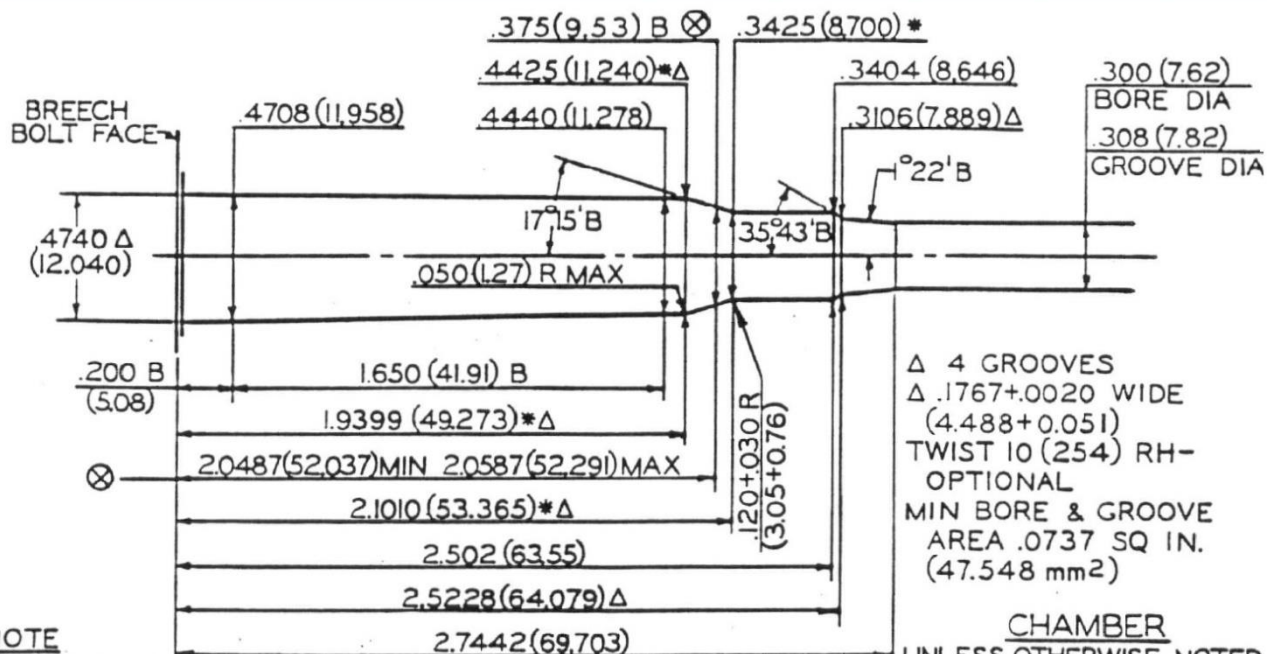 .375(9,53) B ⊗
.3425(8,700) *
.4425(11,240)*Δ
.3404 (8,646)
.300 (7.62)
BORE DIA
BREECH
BOLT FACE
.4708 (11,958)
.4440 (11,278)
.3106 (7.889)Δ
.308 (7.82)
GROOVE DIA
1°22'B
17°15'B
35°43'B
.4740 Δ
(12.040)
.050(1.27) R MAX
.200 B
(5.08)
1.650 (41.91) B
1.9399 (49.273)*Δ
⊗ 2.0487(52,037)MIN 2.0587(52,291)MAX
2.1010 (53.365)*Δ
.120+.030 R
(3.05+0.76)
2.502 (63.55)
2.5228 (64.079)Δ
2.7442 (69,703)
Δ 4 GROOVES
Δ .1767+.0020 WIDE
(4.488+0.051)
TWIST 10 (254) RH-
OPTIONAL
MIN BORE & GROOVE
AREA .0737 SQ IN.
(47.548 mm2)
CHAMBER
UNLESS OTHERWISE NOTED